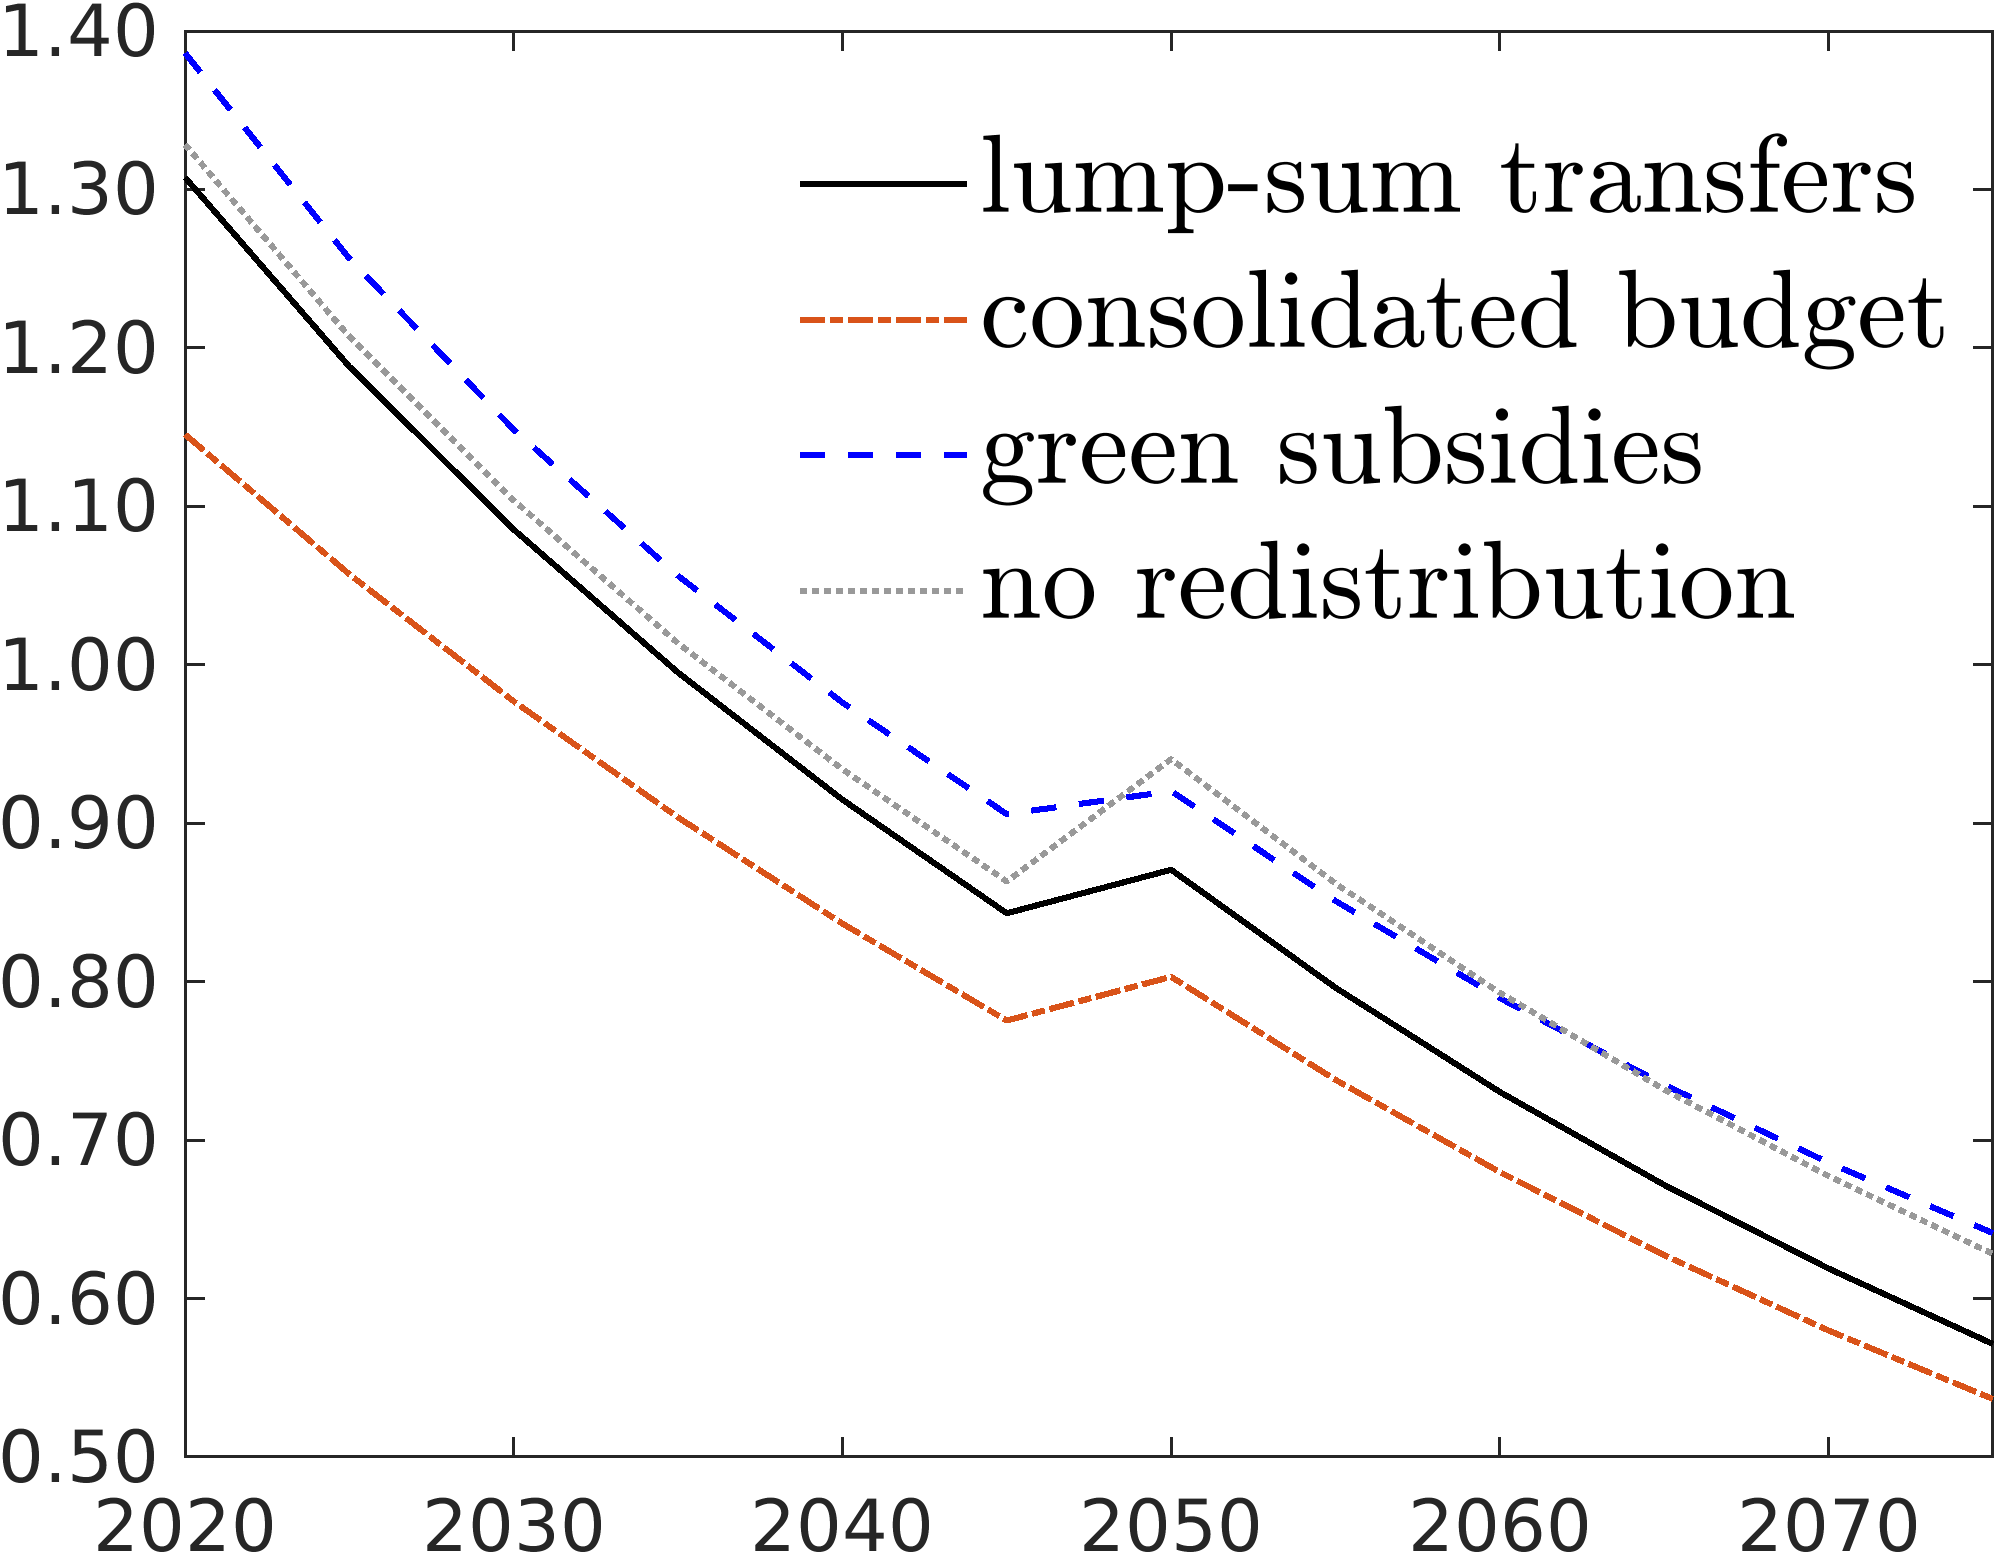 1.40
1.30
1.20
1.10
1.00
0.90
0.80
0.70
0.60
0.50
lump-sum transfers
consolidated budget
green subsidies
no redistribution
2020 2030 2040 2050 2060 2070